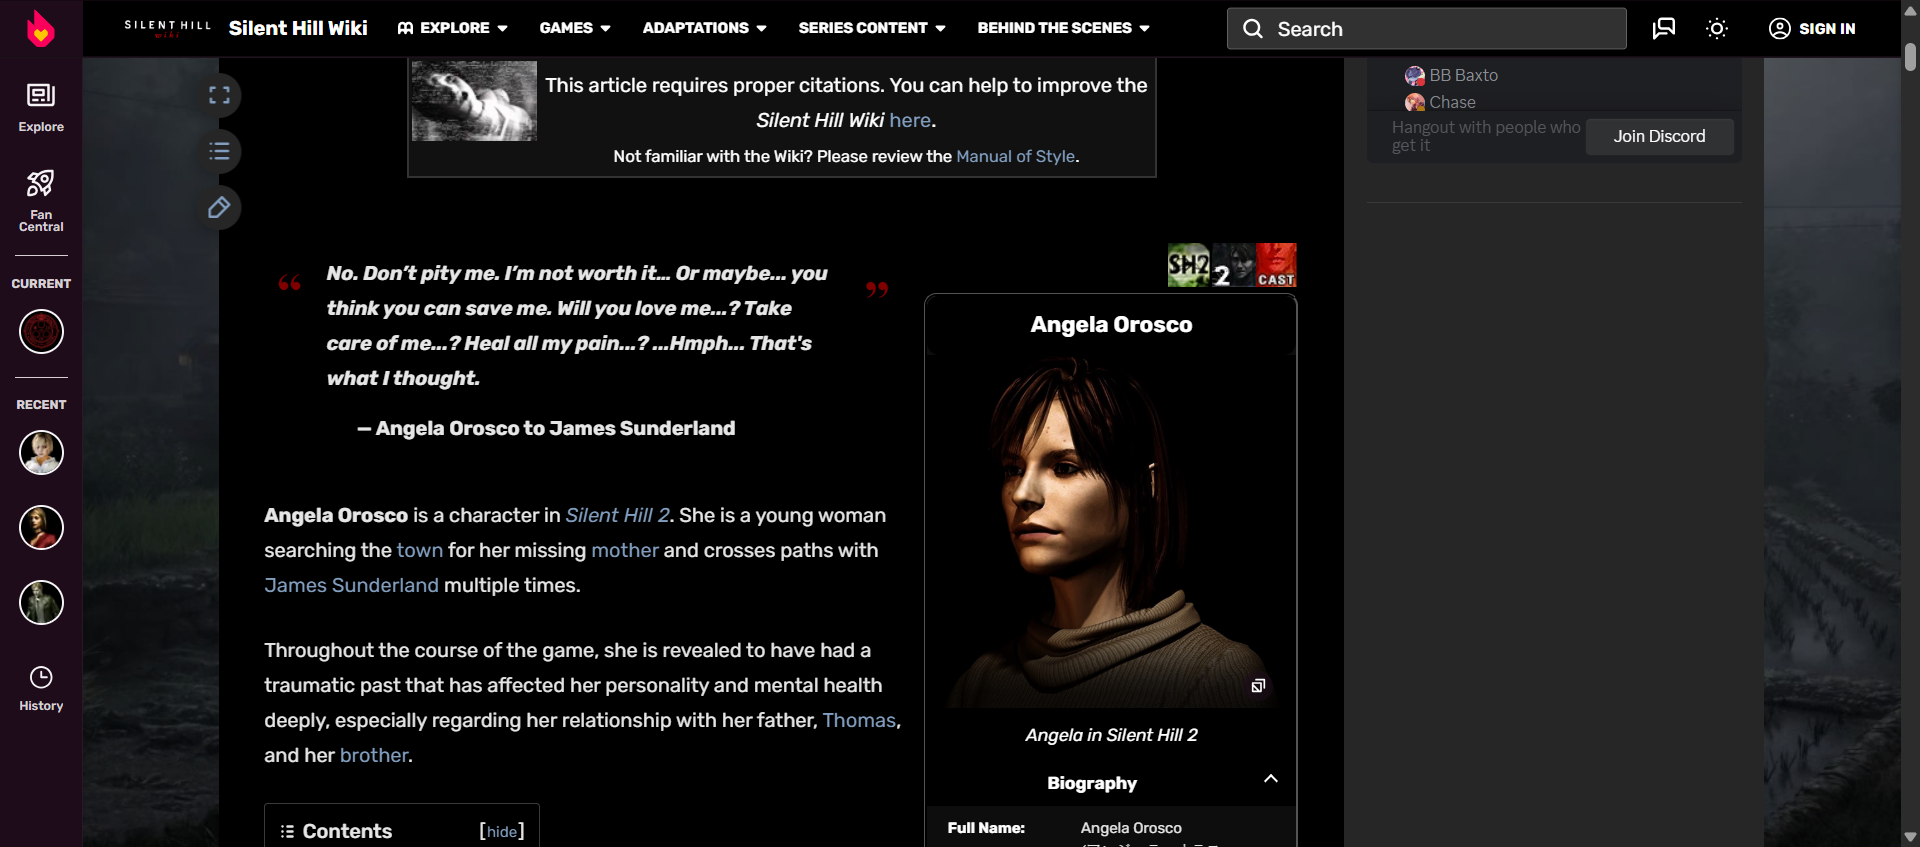 SILENT HILL
wiki
Silent Hill Wiki
EXPLORE
GAMES
ADAPTATIONS
SERIES CONTENT
BEHIND THE SCENES
Search
SIGN IN
Explore
Fan
Central
CURRENT
RECENT
History
This article requires proper citations. You can help to improve the
Silent Hill Wiki here.
Not familiar with the Wiki? Please review the Manual of Style.
BB Baxto
Chase
Hangout with people who
get it
Join Discord
“ No. Don’t pity me. I’m not worth it... Or maybe... you ”
think you can save me. Will you love me...? Take
care of me...? Heal all my pain...? ...Hmph... That's
what I thought.
— Angela Orosco to James Sunderland
Angela Orosco is a character in Silent Hill 2. She is a young woman
searching the town for her missing mother and crosses paths with
James Sunderland multiple times.
Throughout the course of the game, she is revealed to have had a
traumatic past that has affected her personality and mental health
deeply, especially regarding her relationship with her father, Thomas,
and her brother.
Contents [hide]
SH2
2
CAST
Angela Orosco
Angela in Silent Hill 2
Biography
Full Name: Angela Orosco